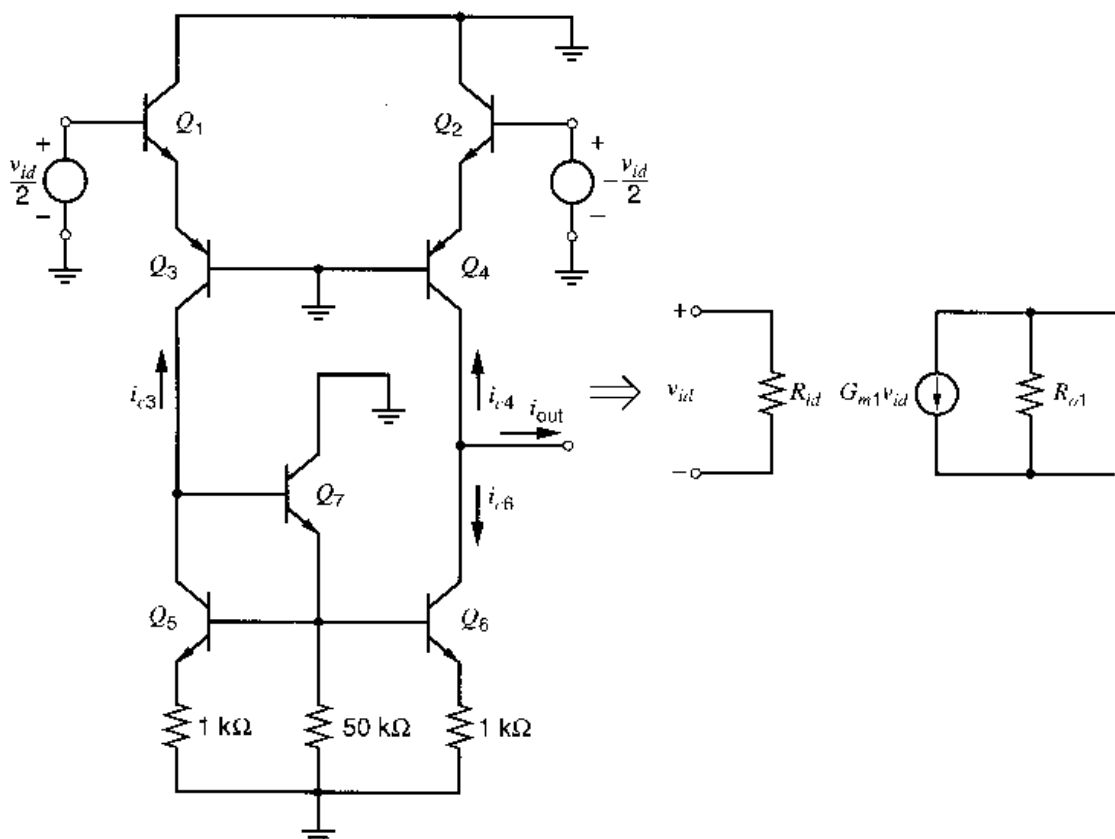 Q1
Q2
+
v_id/2
−
+
−v_id/2
−
Q3
Q4
i_c3
i_c4
i_out
i_c6
Q7
Q5
Q6
1 kΩ
50 kΩ
1 kΩ
⇒
+
v_id
−
R_id
G_m1 v_id
R_o1